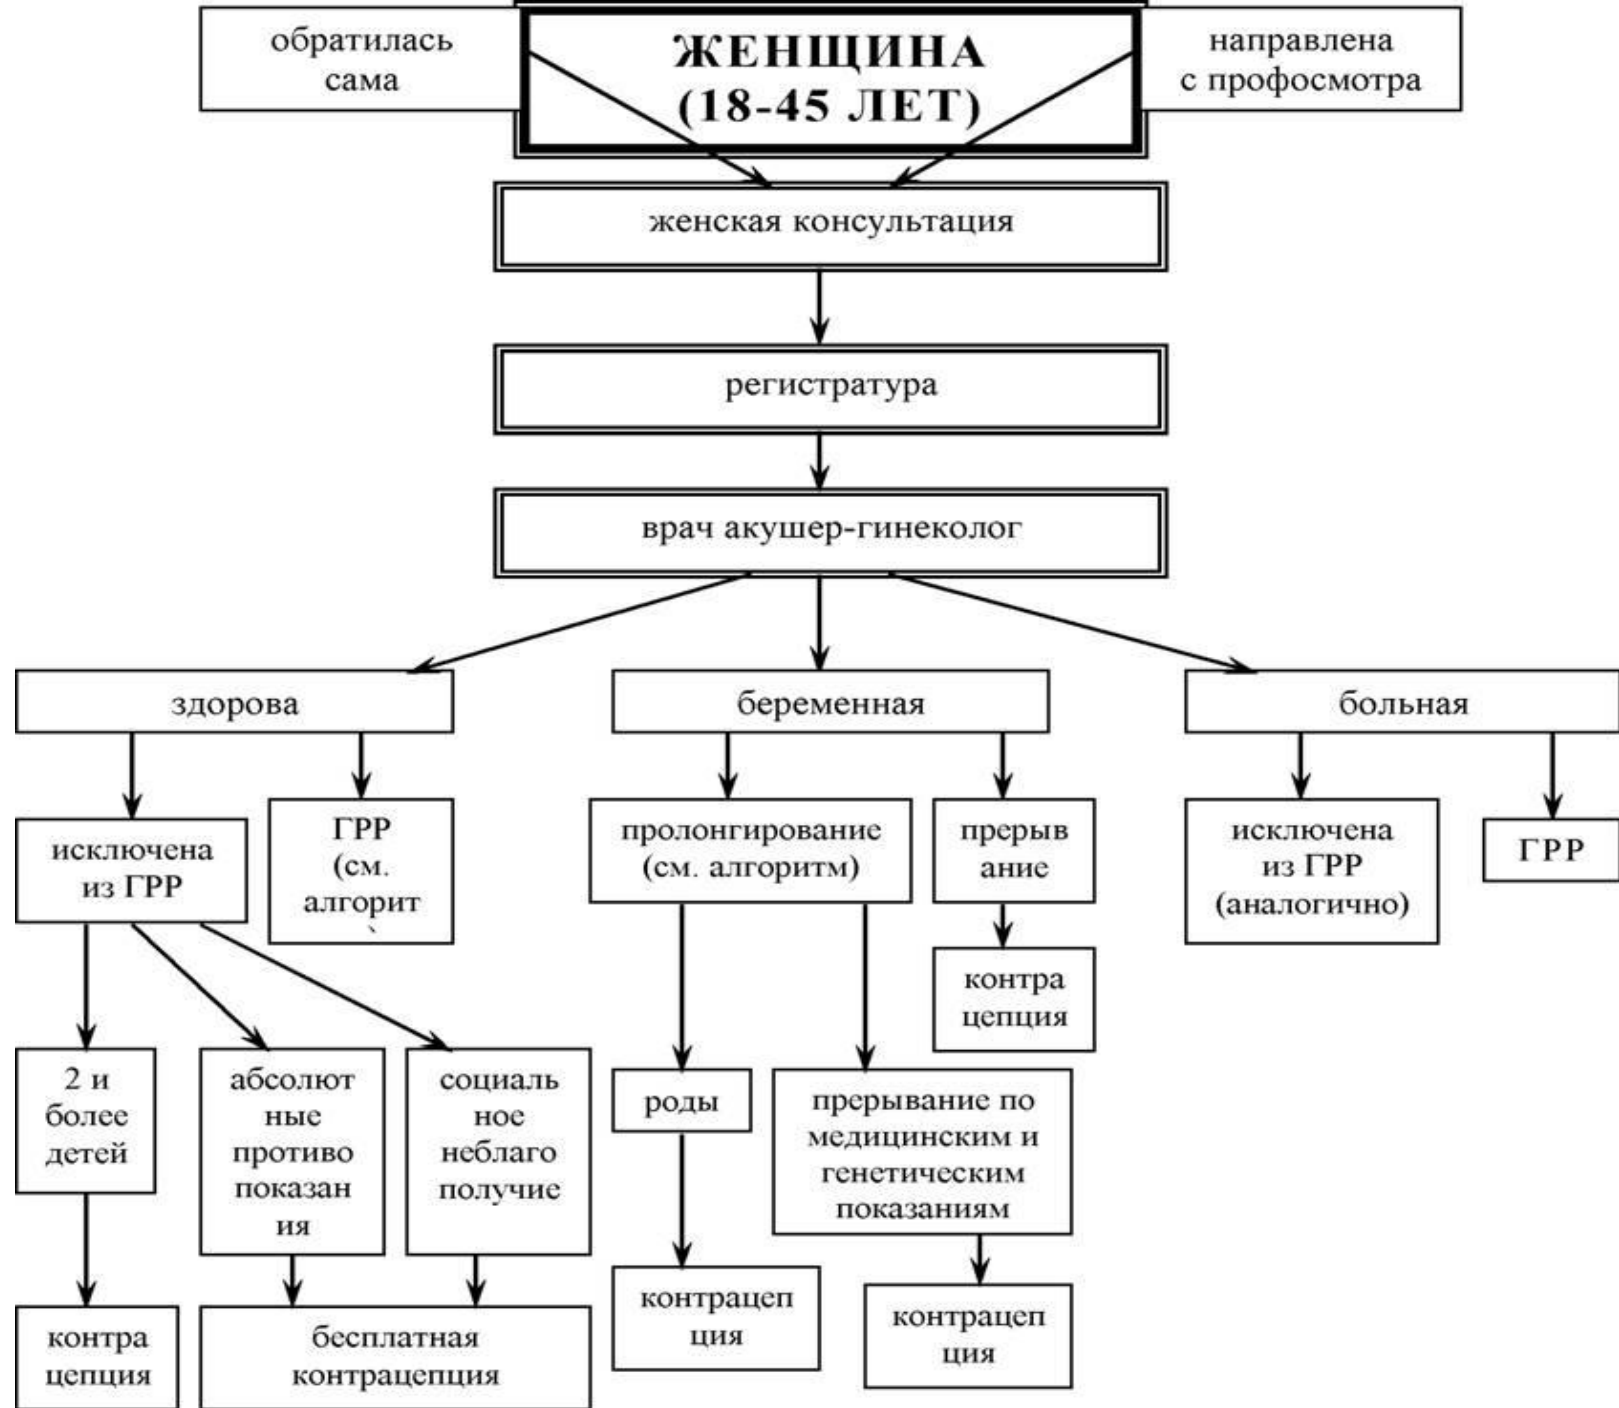 обратилась
сама
ЖЕНЩИНА
(18-45 ЛЕТ)
направлена
с профосмотра
женская консультация
регистратура
врач акушер-гинеколог
здорова
беременная
больная
исключена
из ГРР
ГРР
(см.
алгорит
пролонгирование
(см. алгоритм)
прерыв
ание
исключена
из ГРР
(аналогично)
ГРР
контра
цепция
2 и
более
детей
абсолют
ные
противо
показан
ия
социаль
ное
неблаго
получие
роды
прерывание по
медицинским и
генетическим
показаниям
контра
цепция
бесплатная
контрацепция
контрацеп
ция
контрацеп
ция